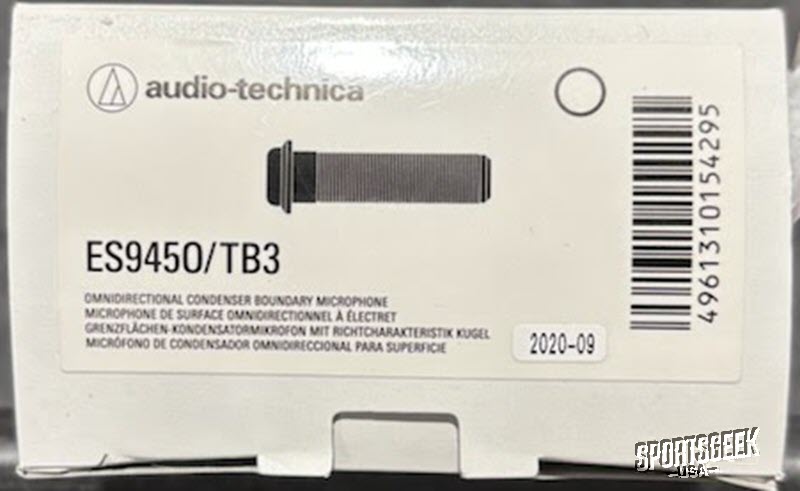 audio-technica
ES945O/TB3
OMNIDIRECTIONAL CONDENSER BOUNDARY MICROPHONE
MICROPHONE DE SURFACE OMNIDIRECTIONNEL À ÉLECTRET
GRENZFLÄCHEN-KONDENSATORMIKROFON MIT RICHTCHARAKTERISTIK KUGEL
MICRÓFONO DE CONDENSADOR OMNIDIRECCIONAL PARA SUPERFICIE
2020-09
4961310154295
SPORTSGEEK
USA